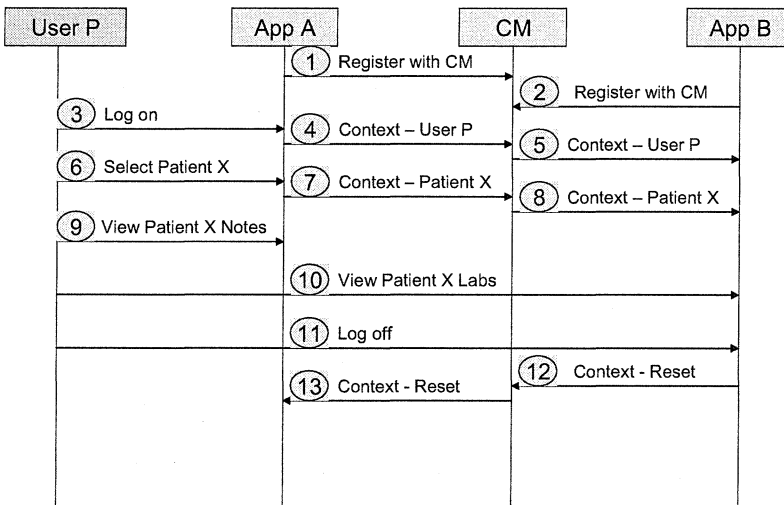 User P
App A
CM
App B
1 Register with CM
2 Register with CM
3 Log on
4 Context – User P
5 Context – User P
6 Select Patient X
7 Context – Patient X
8 Context – Patient X
9 View Patient X Notes
10 View Patient X Labs
11 Log off
12 Context - Reset
13 Context - Reset